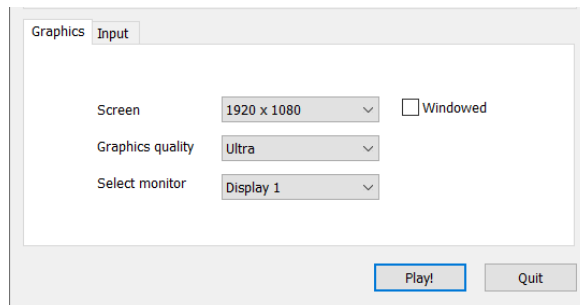 Graphics Input
Screen 1920 x 1080 Windowed
Graphics quality Ultra
Select monitor Display 1
Play! Quit